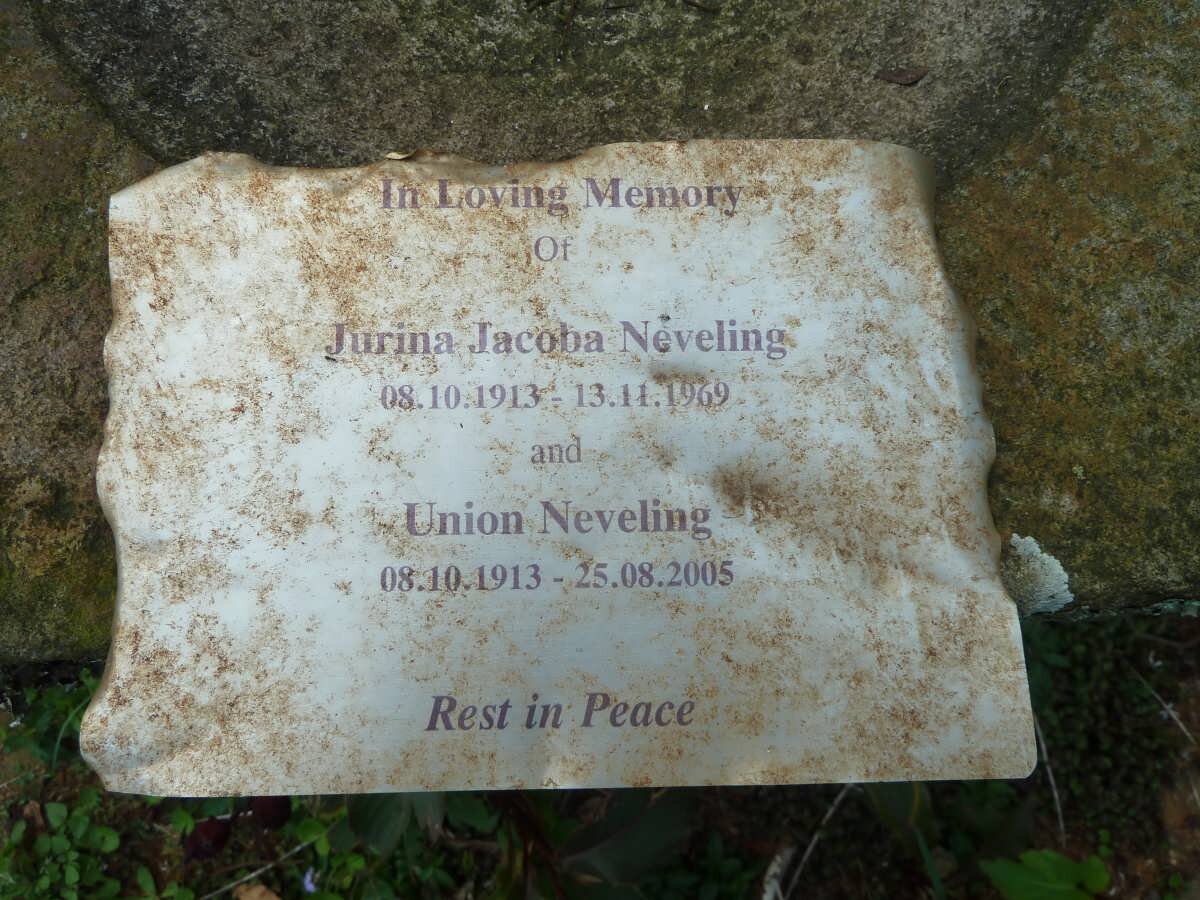 In Loving Memory
Of
Jurina Jacoba Neveling
08.10.1913 - 13.11.1969
and
Union Neveling
08.10.1913 - 25.08.2005
Rest in Peace